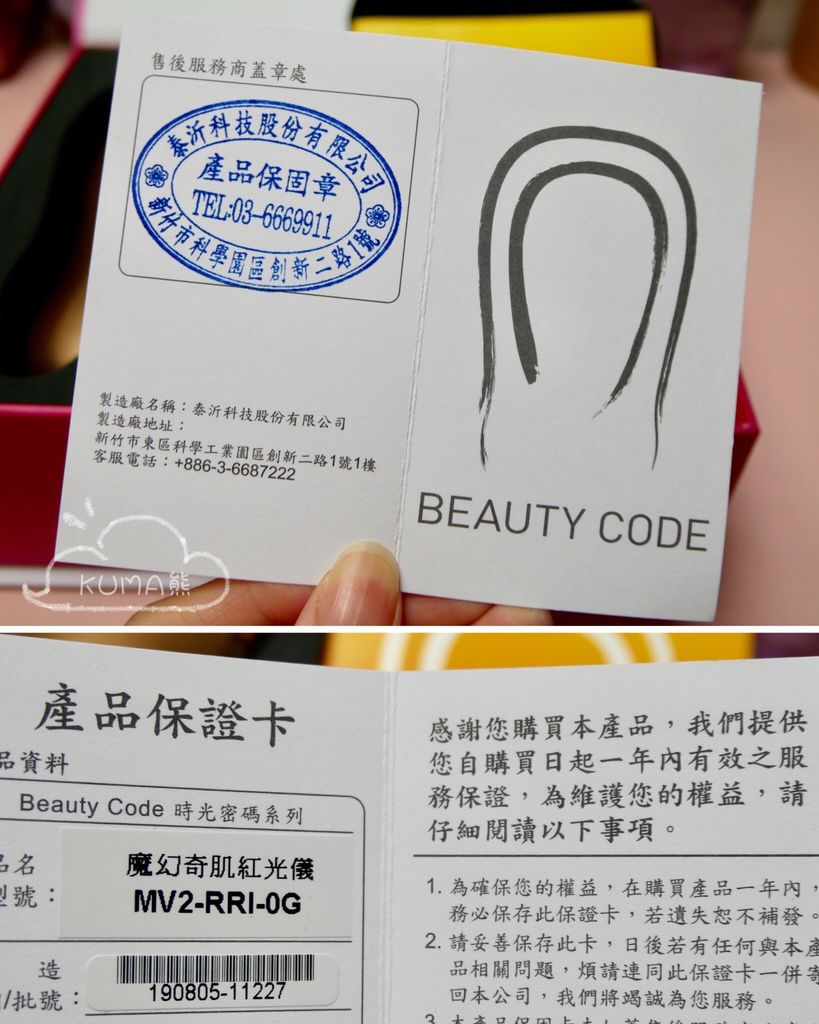 售後服務商蓋章處
泰沂科技股份有限公司
產品保固章
TEL:03-6669911
新竹市科學園區創新二路1號
製造廠名稱：泰沂科技股份有限公司
製造廠地址：
新竹市東區科學工業園區創新二路1號1樓
客服電話：+886-3-6687222
BEAUTY CODE
KUMA熊
產品保證卡
品資料
Beauty Code 時光密碼系列
品名
型號：
魔幻奇肌紅光儀
MV2-RRI-0G
造
/批號：
190805-11227
感謝您購買本產品，我們提供
您自購買日起一年內有效之服
務保證，為維護您的權益，請
仔細閱讀以下事項。
1. 為確保您的權益，在購買產品一年內，
務必保存此保證卡，若遺失恕不補發。
2. 請妥善保存此卡，日後若有任何與本產
品相關問題，煩請連同此保證卡一併寄
回本公司，我們將竭誠為您服務。